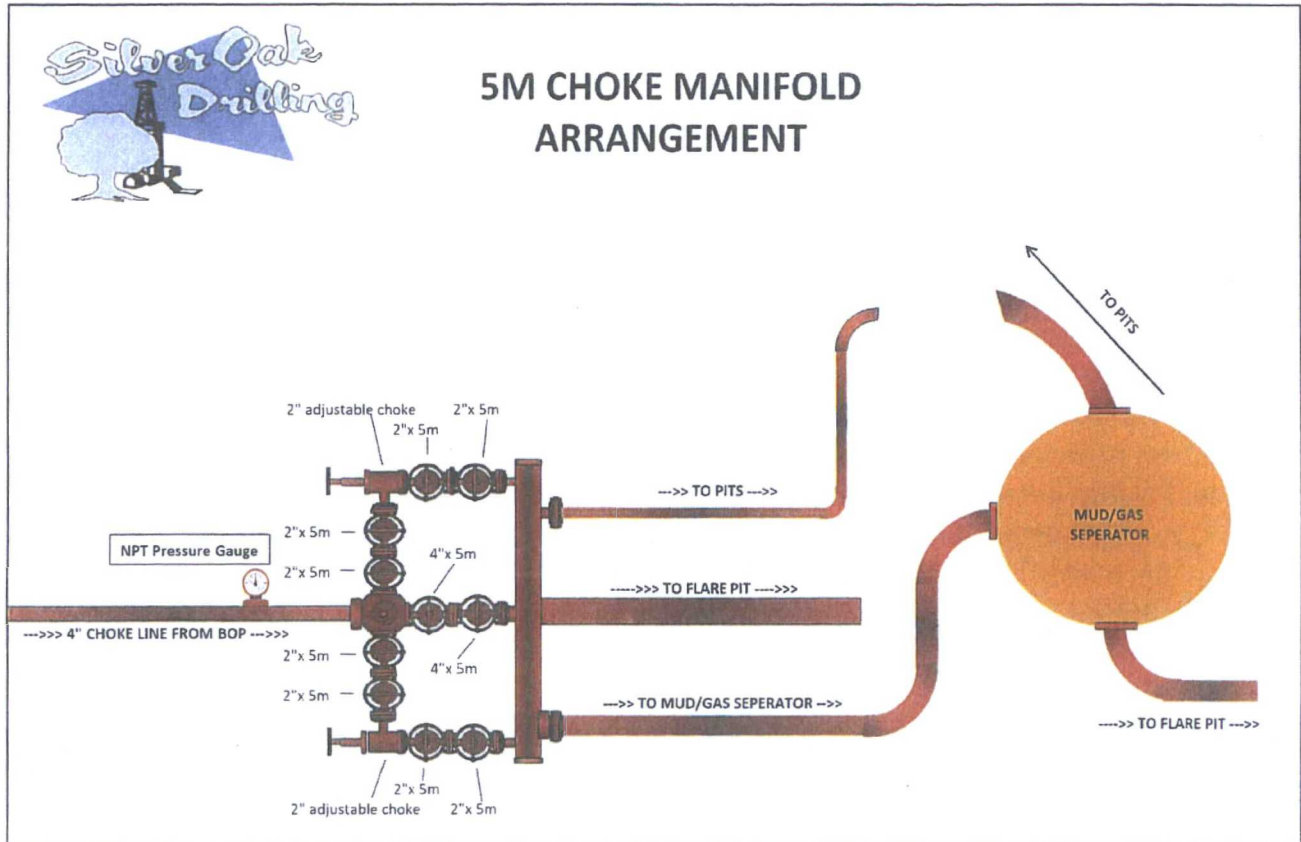 Silver Oak
Drilling
5M CHOKE MANIFOLD
ARRANGEMENT
TO PITS
2" adjustable choke
2"x 5m
2"x 5m
--->> TO PITS --->>
MUD/GAS
SEPERATOR
2"x 5m
2"x 5m
NPT Pressure Gauge
4"x 5m
----->>> TO FLARE PIT ---->>>
--->>> 4" CHOKE LINE FROM BOP --->>>
2"x 5m
4"x 5m
2"x 5m
--->> TO MUD/GAS SEPERATOR -->>
---->> TO FLARE PIT --->>
2"x 5m
2" adjustable choke
2"x 5m